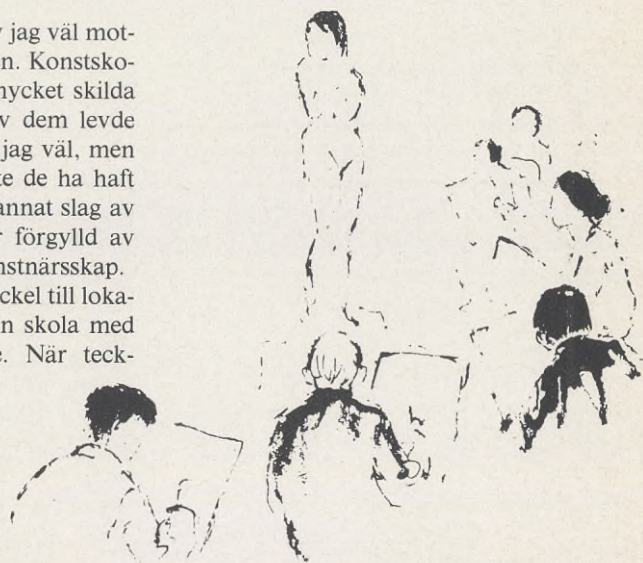 jag väl mot-
n. Konstsko-
mycket skilda
v dem levde
jag väl, men
te de ha haft
annat slag av
r förgylld av
nstnärsskap.
ckel till loka-
n skola med
e. När teck-